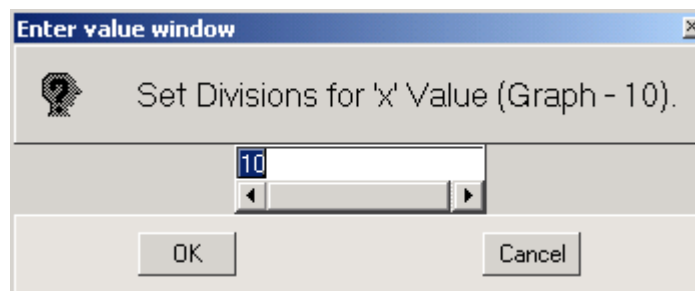 Enter value window
Set Divisions for 'x' Value (Graph - 10).
10
OK
Cancel